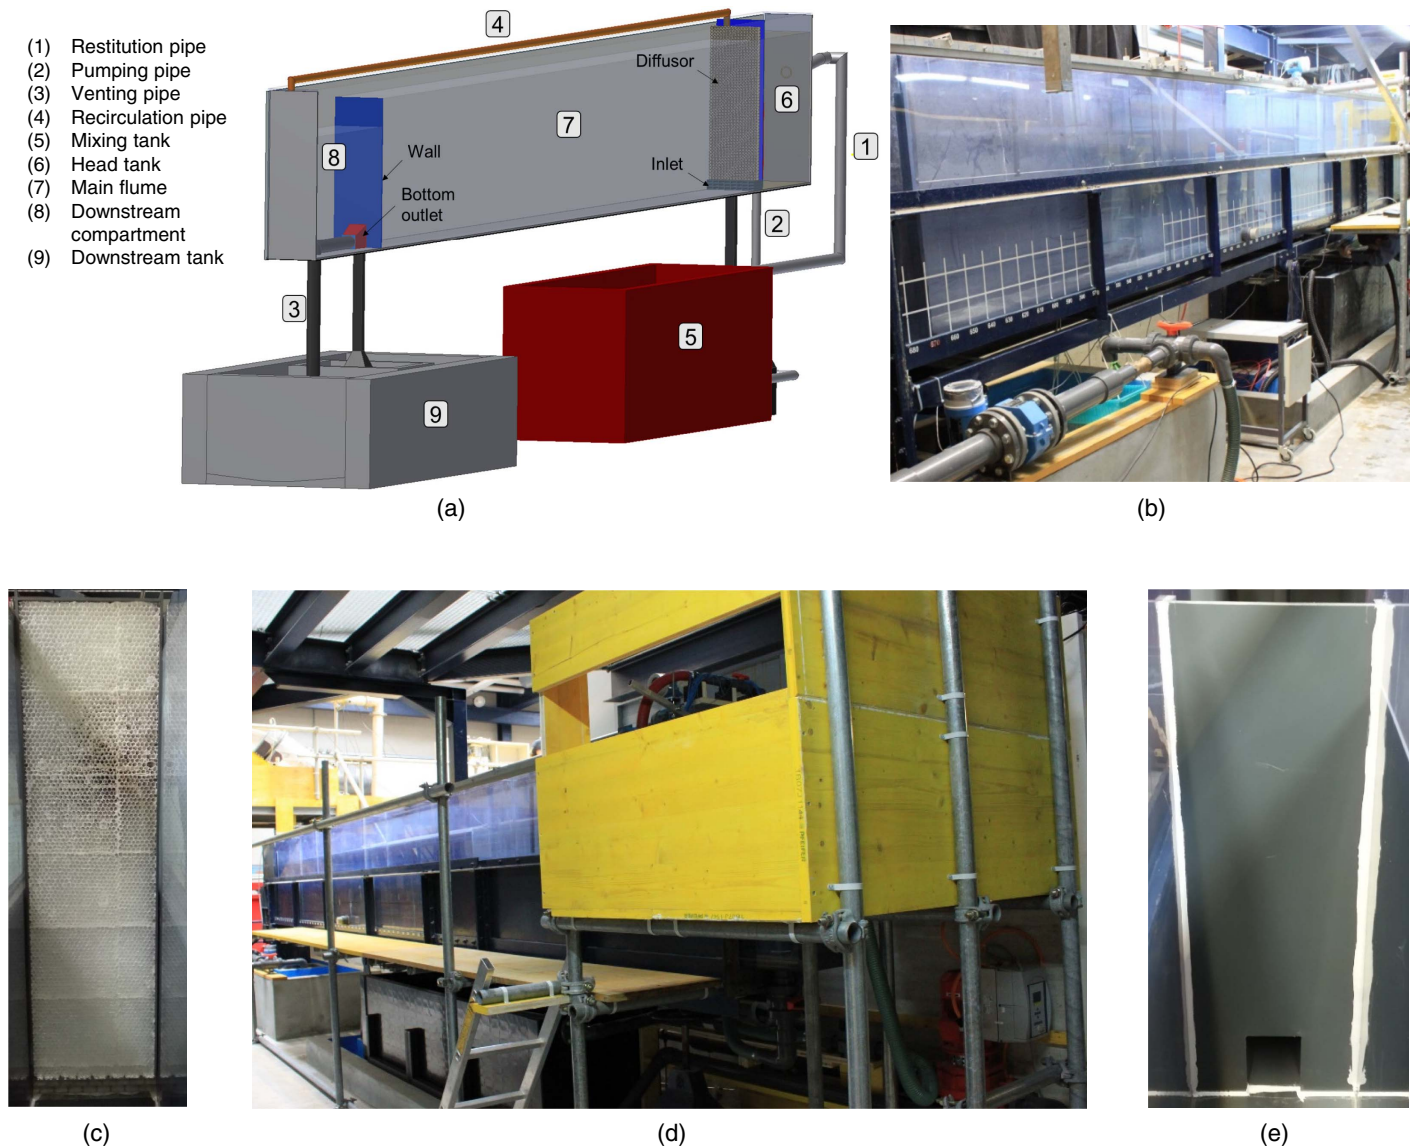 (1) Restitution pipe
(2) Pumping pipe
(3) Venting pipe
(4) Recirculation pipe
(5) Mixing tank
(6) Head tank
(7) Main flume
(8) Downstream
compartment
(9) Downstream tank
4
Diffusor
6
7
1
8
Wall
Inlet
Bottom
outlet
2
3
5
9
(a)
(b)
(c)
(d)
(e)